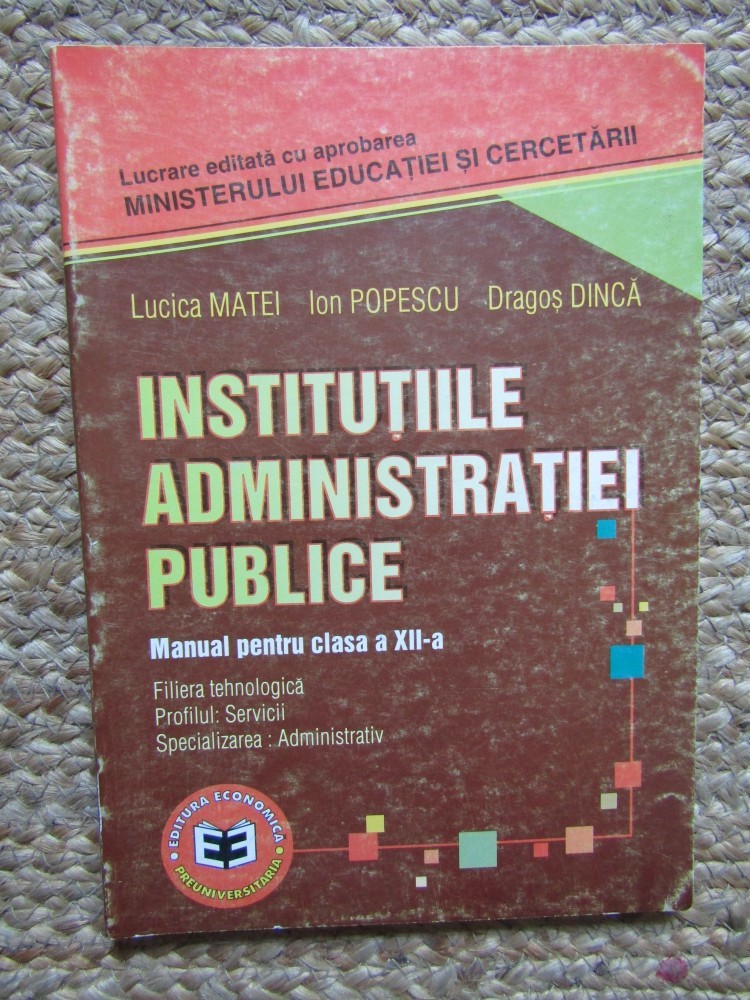 Lucrare editată cu aprobarea
MINISTERULUI EDUCAȚIEI ȘI CERCETĂRII
Lucica MATEI Ion POPESCU Dragoș DINCĂ
INSTITUȚIILE
ADMINISTRAȚIEI
PUBLICE
Manual pentru clasa a XII-a
Filiera tehnologică
Profilul: Servicii
Specializarea : Administrativ
EDITURA ECONOMICĂ
PREUNIVERSITARIA